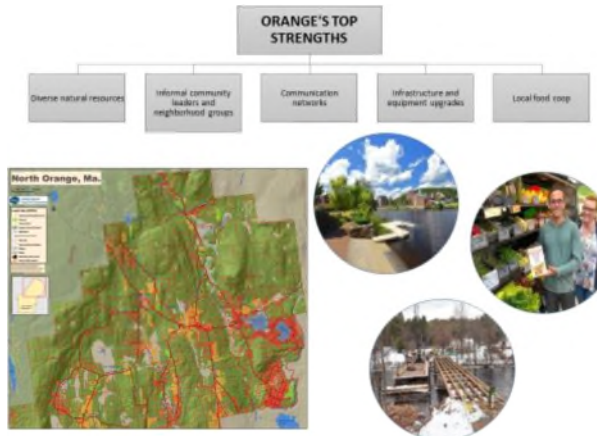 ORANGE'S TOP
STRENGTHS
Diverse natural resources
Informal community
leaders and
neighborhood groups
Communication
networks
Infrastructure and
equipment upgrades
Local food coop
North Orange, Ma.